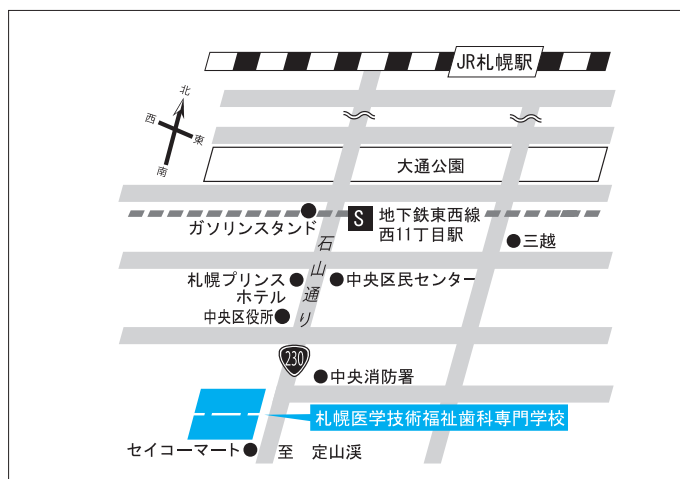 JR札幌駅
北
西
東
南
大通公園
S
地下鉄東西線
西11丁目駅
ガソリンスタンド
三越
石山通り
札幌プリンス
ホテル
中央区民センター
中央区役所
230
中央消防署
札幌医学技術福祉歯科専門学校
セイコーマート
至 定山渓